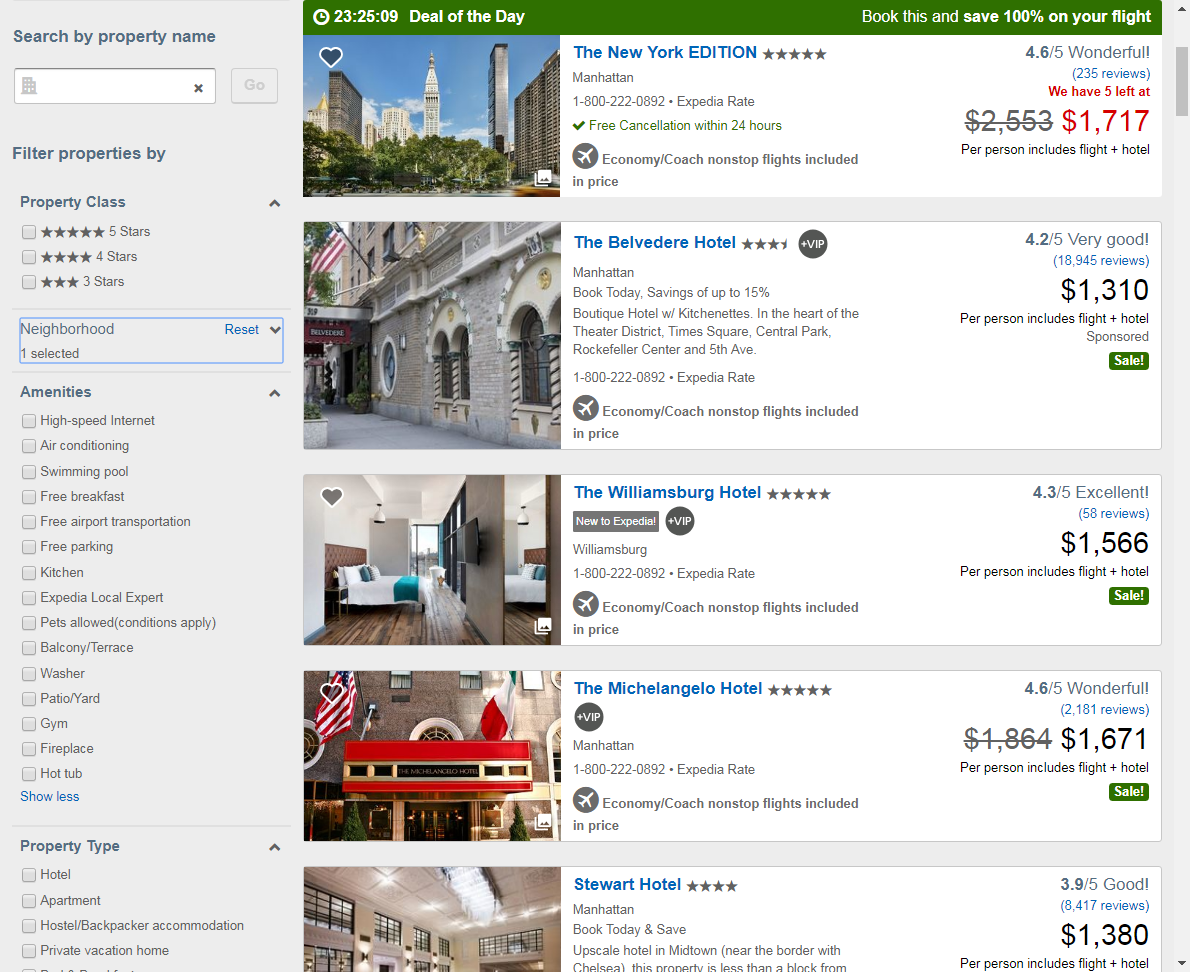 Search by property name
Go
Filter properties by
Property Class
5 Stars
4 Stars
3 Stars
Neighborhood Reset
1 selected
Amenities
High-speed Internet
Air conditioning
Swimming pool
Free breakfast
Free airport transportation
Free parking
Kitchen
Expedia Local Expert
Pets allowed(conditions apply)
Balcony/Terrace
Washer
Patio/Yard
Gym
Fireplace
Hot tub
Show less
Property Type
Hotel
Apartment
Hostel/Backpacker accommodation
Private vacation home
23:25:09 Deal of the Day Book this and save 100% on your flight
The New York EDITION
Manhattan
1-800-222-0892 • Expedia Rate
Free Cancellation within 24 hours
Economy/Coach nonstop flights included
in price
4.6/5 Wonderful!
(235 reviews)
We have 5 left at
$2,553 $1,717
Per person includes flight + hotel
319
BELVEDERE
The Belvedere Hotel +VIP
Manhattan
Book Today, Savings of up to 15%
Boutique Hotel w/ Kitchenettes. In the heart of the
Theater District, Times Square, Central Park,
Rockefeller Center and 5th Ave.
1-800-222-0892 • Expedia Rate
Economy/Coach nonstop flights included
in price
4.2/5 Very good!
(18,945 reviews)
$1,310
Per person includes flight + hotel
Sponsored
Sale!
The Williamsburg Hotel
New to Expedia! +VIP
Williamsburg
1-800-222-0892 • Expedia Rate
Economy/Coach nonstop flights included
in price
4.3/5 Excellent!
(58 reviews)
$1,566
Per person includes flight + hotel
Sale!
THE MICHELANGELO HOTEL
The Michelangelo Hotel
+VIP
Manhattan
1-800-222-0892 • Expedia Rate
Economy/Coach nonstop flights included
in price
4.6/5 Wonderful!
(2,181 reviews)
$1,864 $1,671
Per person includes flight + hotel
Sale!
Stewart Hotel
Manhattan
Book Today & Save
Upscale hotel in Midtown (near the border with
Chelsea), this property is less than a block from
3.9/5 Good!
(8,417 reviews)
$1,380
Per person includes flight + hotel